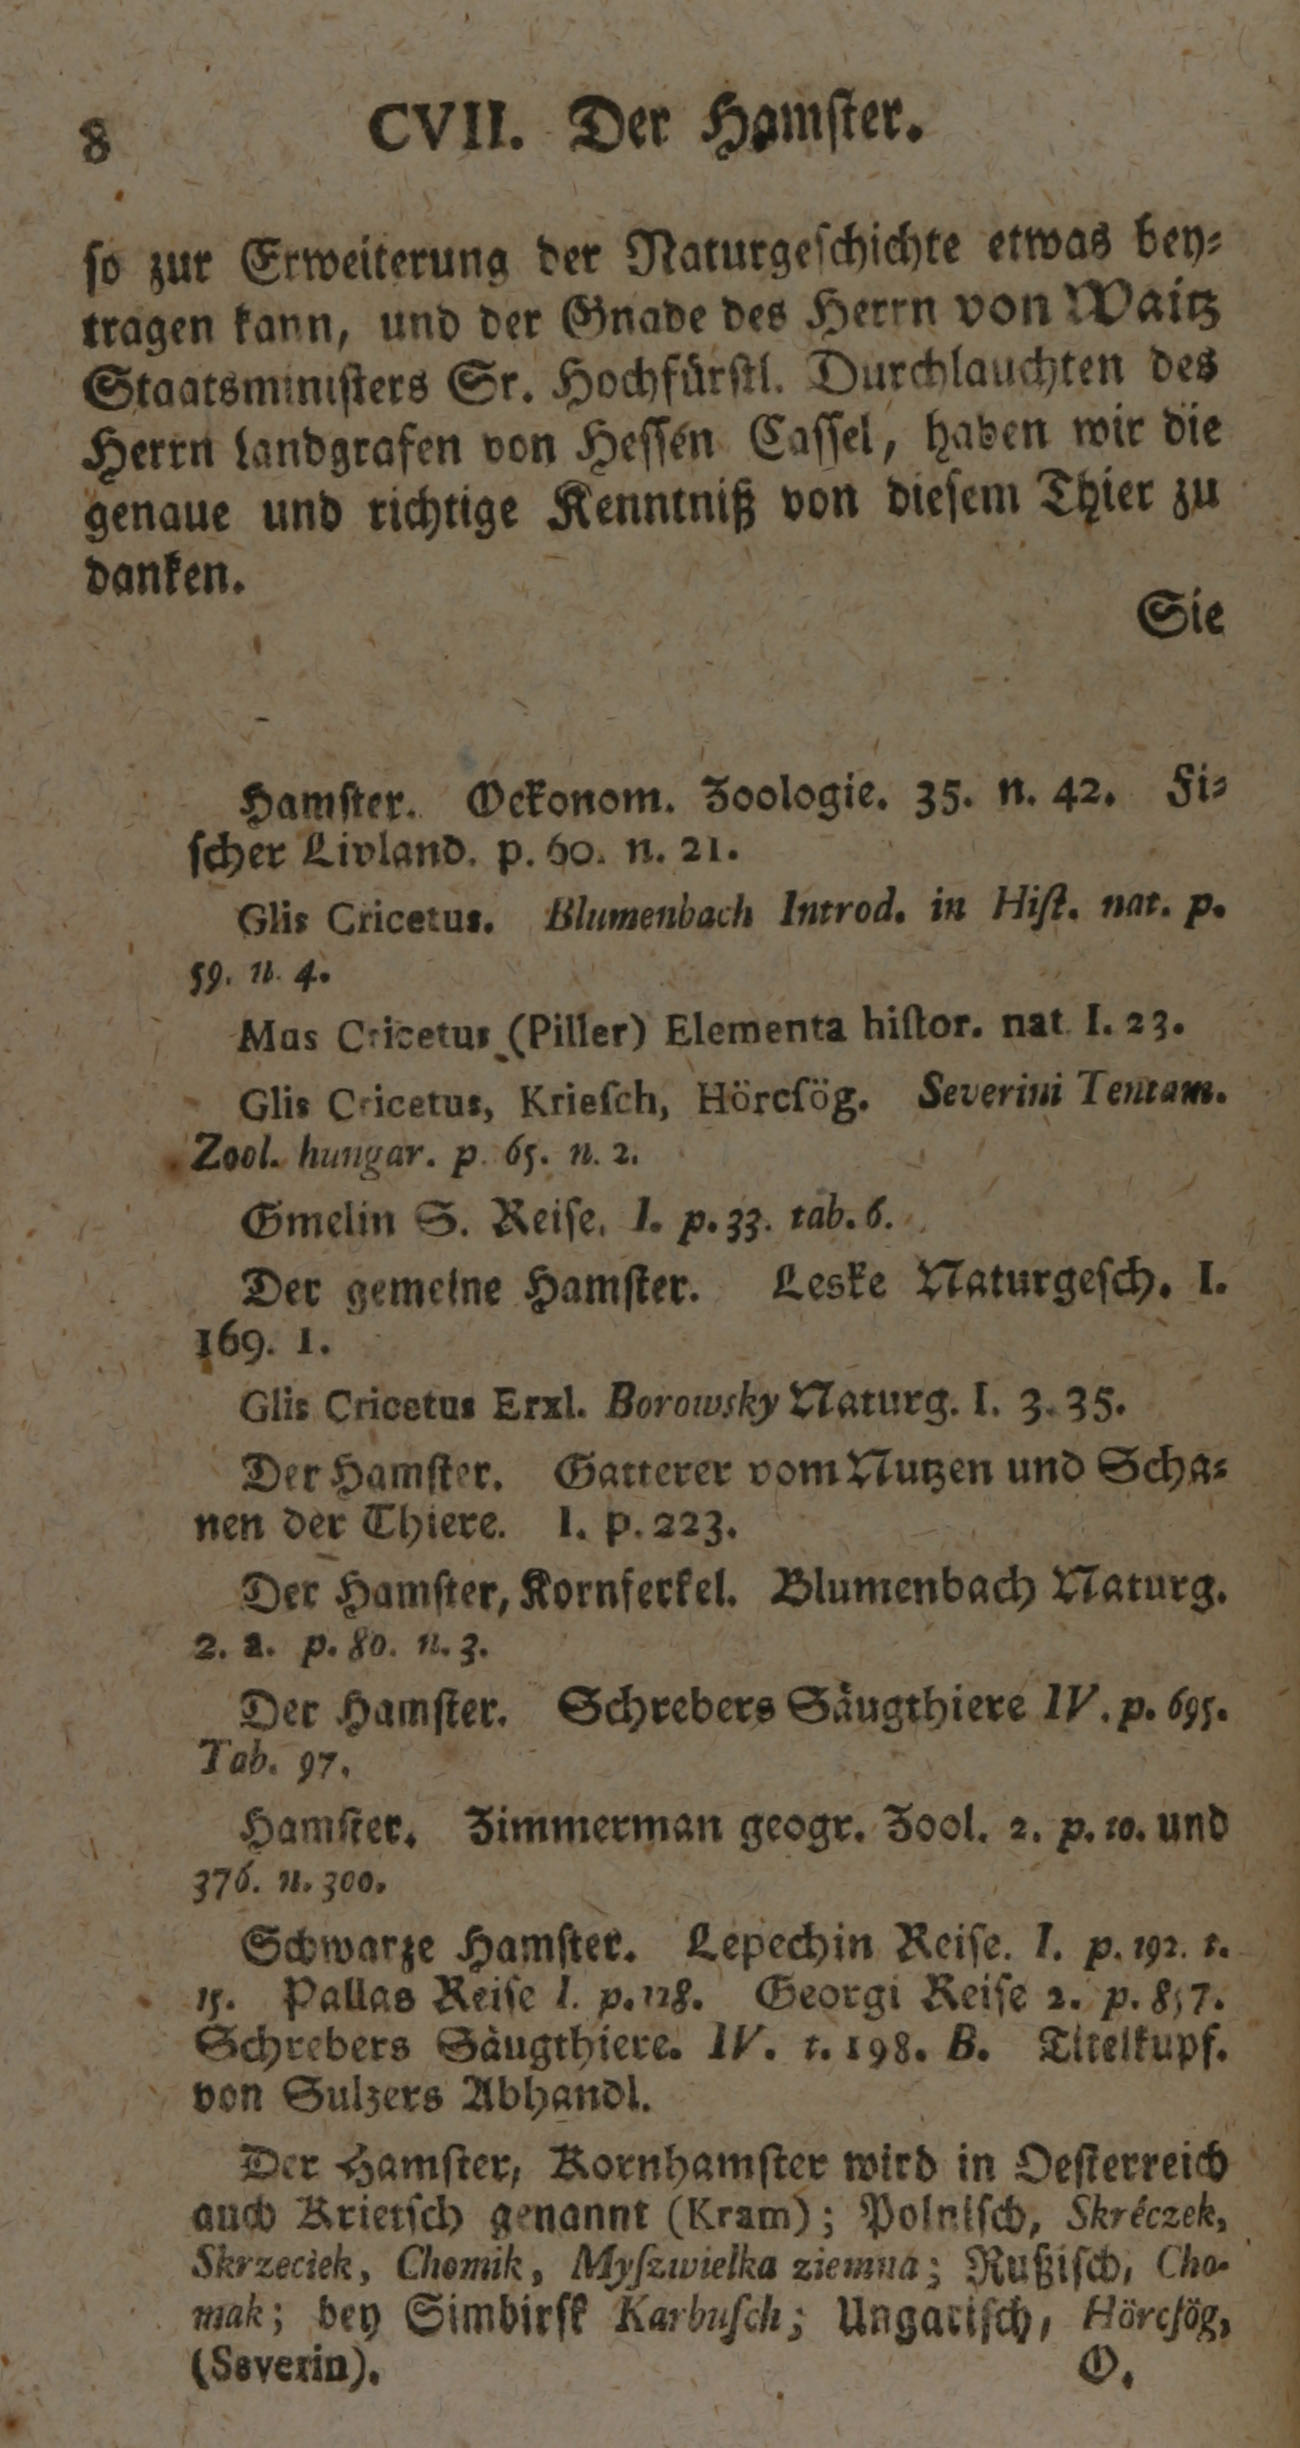 8 CVII. Der Hamster.
so zur Erweiterung der Naturgeschichte etwas bey-
tragen kann, und der Gnade des Herrn von Waitz
Staatsministers Sr. Hochfürstl. Durchlauchten des
Herrn Landgrafen von Hessen Cassel, haben wir die
genaue und richtige Kenntniß von diesem Thier zu
danken.
Sie
Hamster. Oekonom. Zoologie. 35. n. 42. Fi-
scher Livland. p. 60. n. 21.
Glis Cricetus. Blumenbach Introd. in Hist. nat. p.
59. n. 4.
Mus Cricetus (Piller) Elementa histor. nat. I. 23.
Glis Cricetus, Kriesch, Hörcsög. Severini Tentam.
Zool. hungar. p. 65. n. 2.
Gmelin S. Reise. I. p. 33. tab. 6.
Der gemeine Hamster. Leske Naturgesch. I.
169. 1.
Glis Cricetus Erxl. Borowsky Naturg. I. 3. 35.
Der Hamster. Gatterer vom Nutzen und Scha-
nen der Thiere. I. p. 223.
Der Hamster, Kornferkel. Blumenbach Naturg.
2. a. p. 80. n. 3.
Der Hamster. Schrebers Säugthiere IV. p. 695.
Tab. 97.
Hamster. Zimmerman geogr. Zool. 2. p. 10. und
376. n. 300.
Schwarze Hamster. Lepechin Reise. I. p. 192. t.
15. Pallas Reise I. p. 128. Georgi Reise 2. p. 857.
Schrebers Säugthiere. IV. t. 198. B. Titelkupf.
von Sulzers Abhandl.
Der Hamster, Kornhamster wird in Oesterreich
auch Krietsch genannt (Kram); Polnisch, Skréczek,
Skrzeciek, Chomik, Myszwielka ziemna; Rußisch, Cho-
mak; bey Simbirsk Karbusch; Ungarisch, Hörcsög,
(Severin). O.